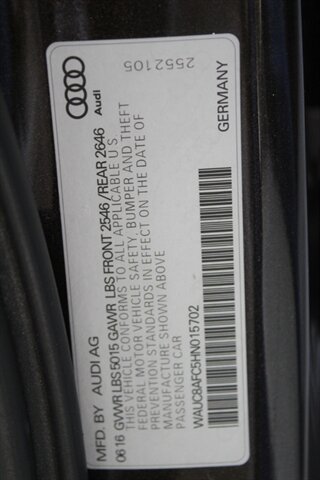 MFD. BY AUDI AG
06 16 GVWR LBS 5015 GAWR LBS FRONT 2546 / REAR 2646
THIS VEHICLE CONFORMS TO ALL APPLICABLE U.S.
FEDERAL MOTOR VEHICLE SAFETY, BUMPER AND THEFT
PREVENTION STANDARDS IN EFFECT ON THE DATE OF
MANUFACTURE SHOWN ABOVE
PASSENGER CAR
WAUC8AFC5HN015702
GERMANY
Audi
2552105